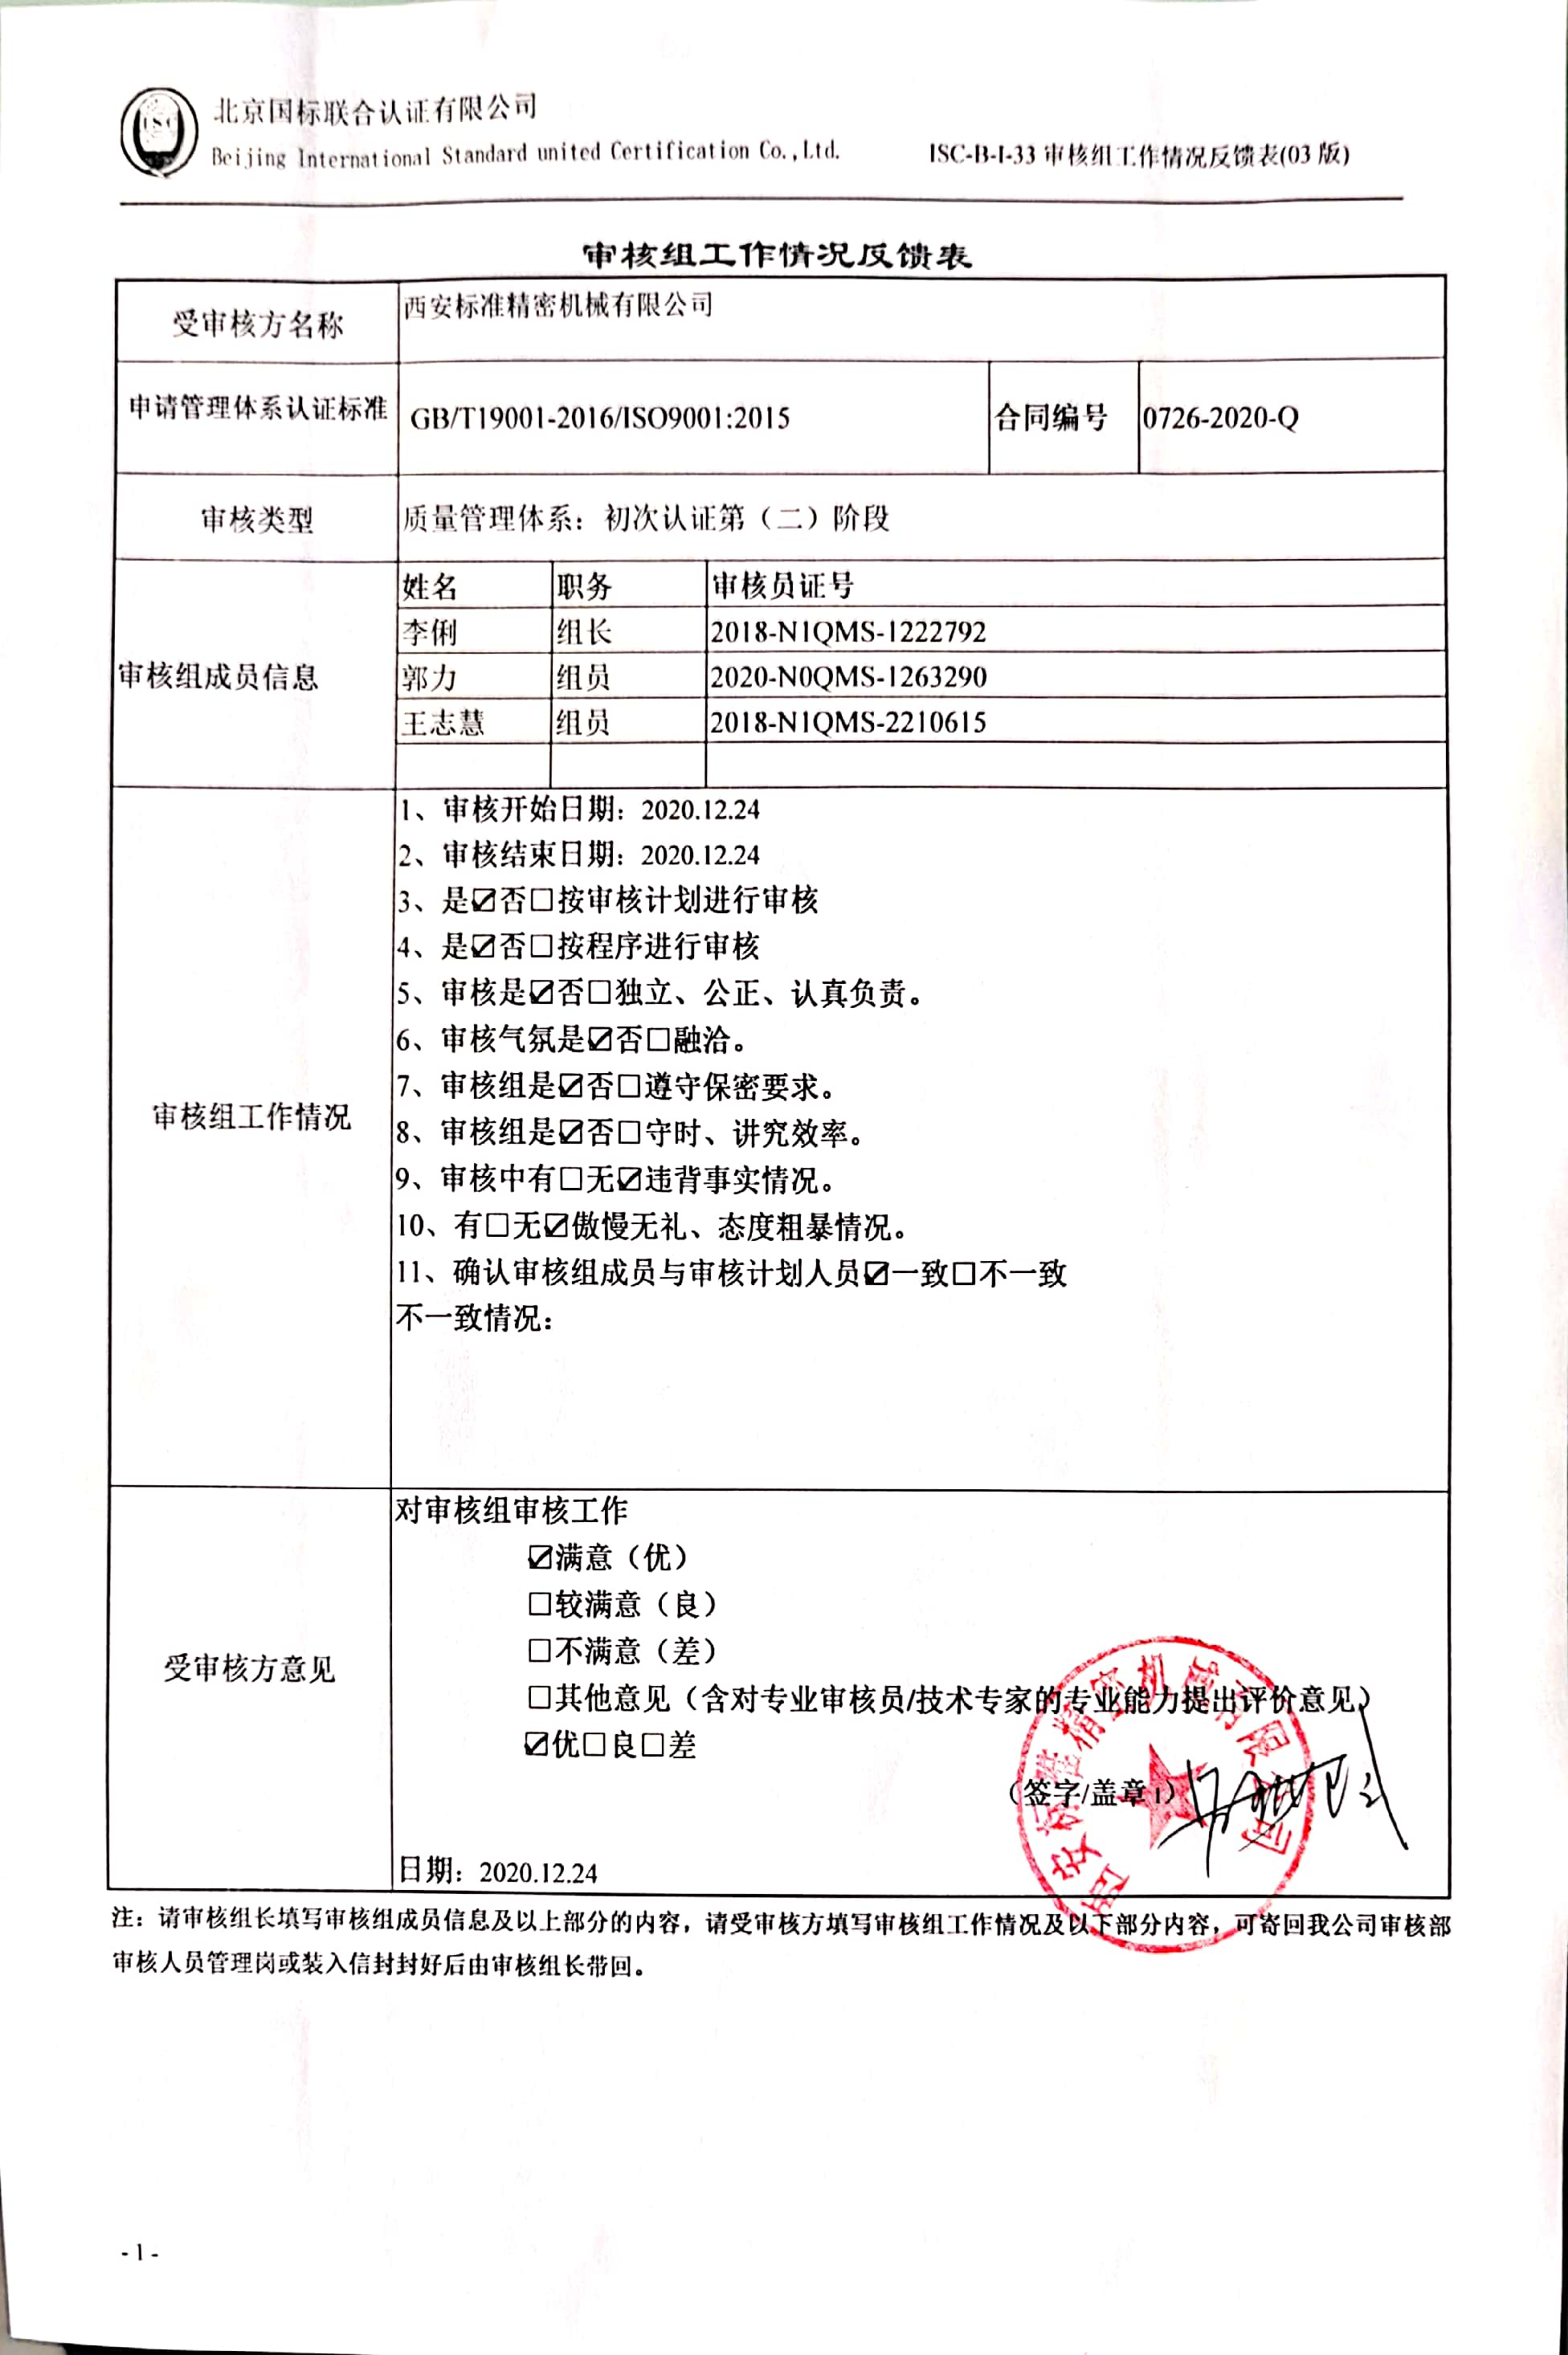 ISC
北京国标联合认证有限公司
Beijing International Standard united Certification Co.,Ltd.
ISC-B-I-33 审核组工作情况反馈表(03 版)
审核组工作情况反馈表
受审核方名称 西安标准精密机械有限公司
申请管理体系认证标准 GB/T19001-2016/ISO9001:2015 合同编号 0726-2020-Q
审核类型 质量管理体系：初次认证第（二）阶段
审核组成员信息
姓名 职务 审核员证号
李俐 组长 2018-N1QMS-1222792
郭力 组员 2020-N0QMS-1263290
王志慧 组员 2018-N1QMS-2210615
审核组工作情况
1、审核开始日期：2020.12.24
2、审核结束日期：2020.12.24
3、是☑否□按审核计划进行审核
4、是☑否□按程序进行审核
5、审核是☑否□独立、公正、认真负责。
6、审核气氛是☑否□融洽。
7、审核组是☑否□遵守保密要求。
8、审核组是☑否□守时、讲究效率。
9、审核中有□无☑违背事实情况。
10、有□无☑傲慢无礼、态度粗暴情况。
11、确认审核组成员与审核计划人员☑一致□不一致
不一致情况：
受审核方意见
对审核组审核工作
☑满意（优）
□较满意（良）
□不满意（差）
□其他意见（含对专业审核员/技术专家的专业能力提出评价意见）
☑优□良□差
（签字/盖章）
西安标准精密机械有限公司
日期：2020.12.24
注：请审核组长填写审核组成员信息及以上部分的内容，请受审核方填写审核组工作情况及以下部分内容，可寄回我公司审核部
审核人员管理岗或装入信封封好后由审核组长带回。
- 1 -